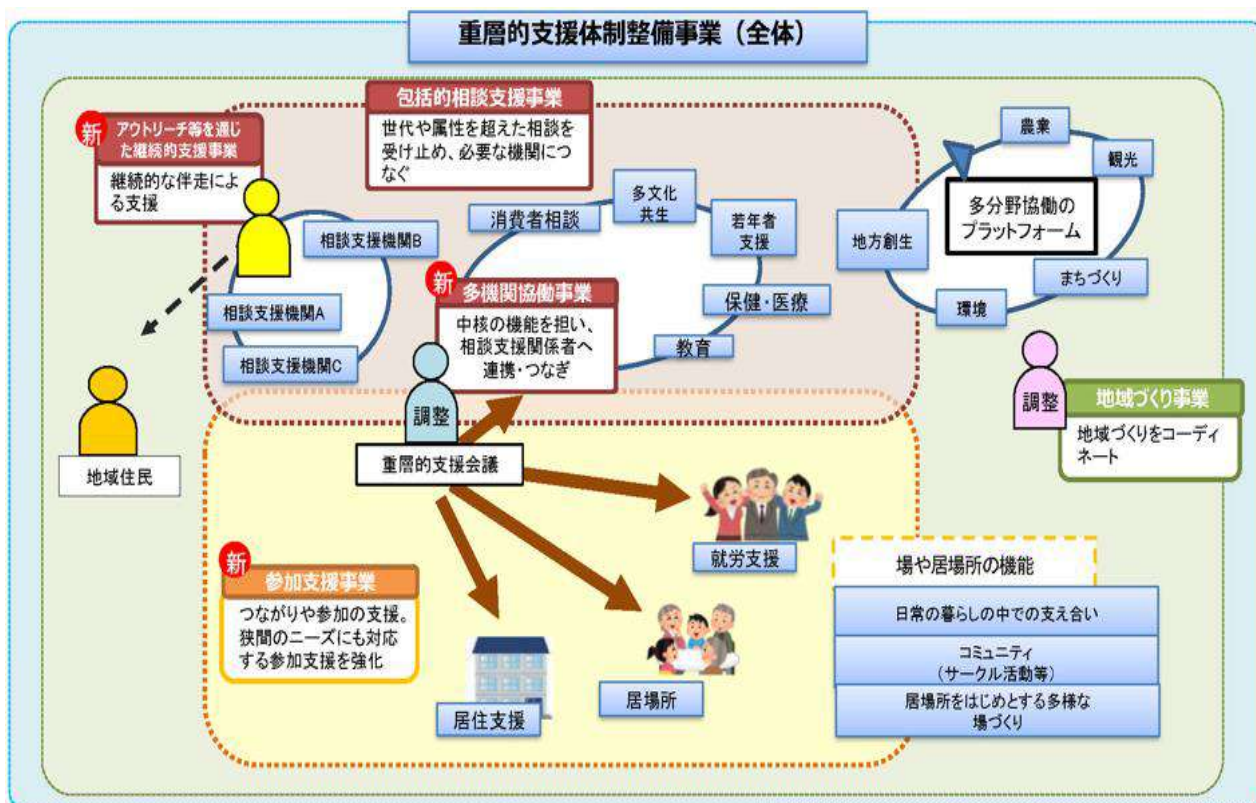 重層的支援体制整備事業（全体）
包括的相談支援事業
世代や属性を超えた相談を
受け止め、必要な機関につ
なぐ
新
アウトリーチ等を通じ
た継続的支援事業
継続的な伴走によ
る支援
相談支援機関B
相談支援機関A
相談支援機関C
消費者相談
多文化
共生
若年者
支援
保健・医療
教育
新
多機関協働事業
中核の機能を担い、
相談支援関係者へ
連携・つなぎ
農業
観光
多分野協働の
プラットフォーム
地方創生
まちづくり
環境
調整
地域づくり事業
地域づくりをコーディ
ネート
地域住民
調整
重層的支援会議
就労支援
新
参加支援事業
つながりや参加の支援。
狭間のニーズにも対応
する参加支援を強化
居住支援
居場所
場や居場所の機能
日常の暮らしの中での支え合い
コミュニティ
（サークル活動等）
居場所をはじめとする多様な
場づくり